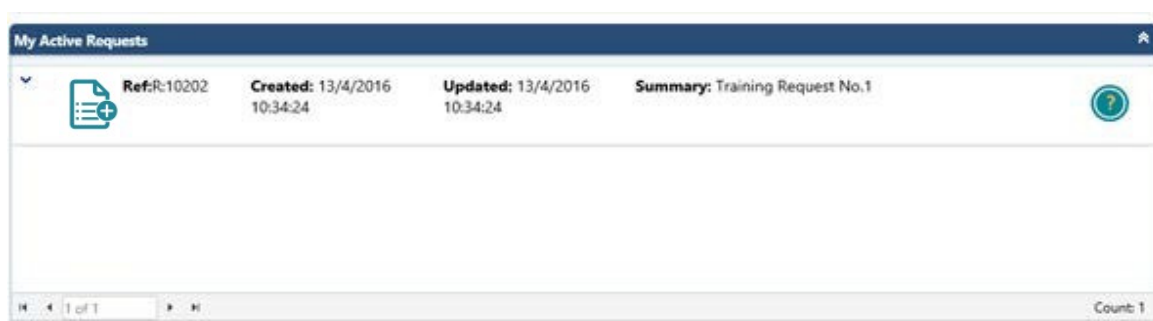 My Active Requests
Ref:R:10202 Created: 13/4/2016 Updated: 13/4/2016 Summary: Training Request No.1
10:34:24 10:34:24
?
1 of 1 Count: 1